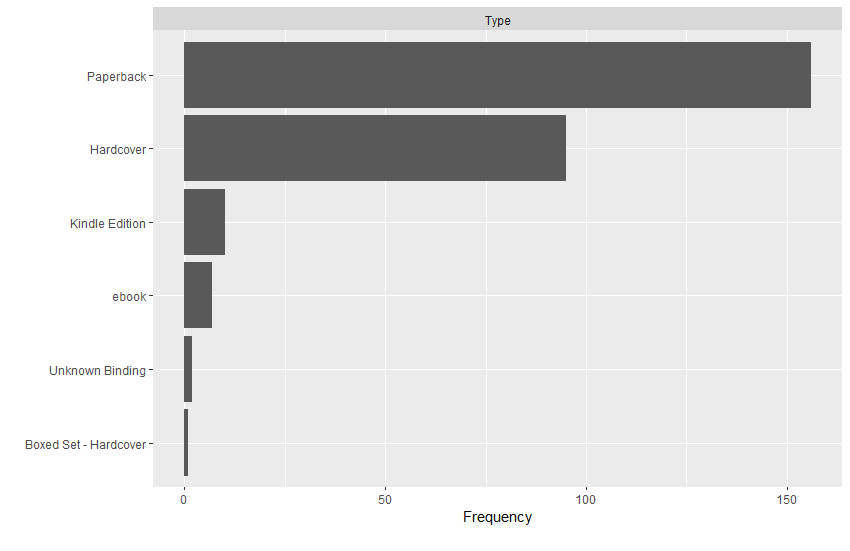 Type
Paperback
Hardcover
Kindle Edition
ebook
Unknown Binding
Boxed Set - Hardcover
0 50 100 150
Frequency